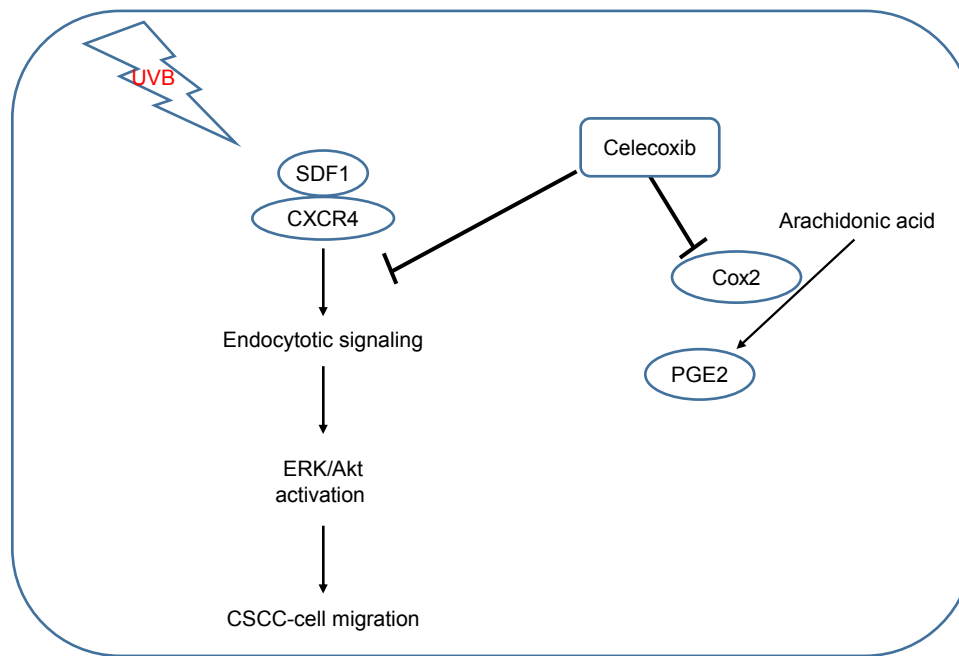 UVB
SDF1
CXCR4
Celecoxib
Arachidonic acid
Cox2
PGE2
Endocytotic signaling
ERK/Akt
activation
CSCC-cell migration